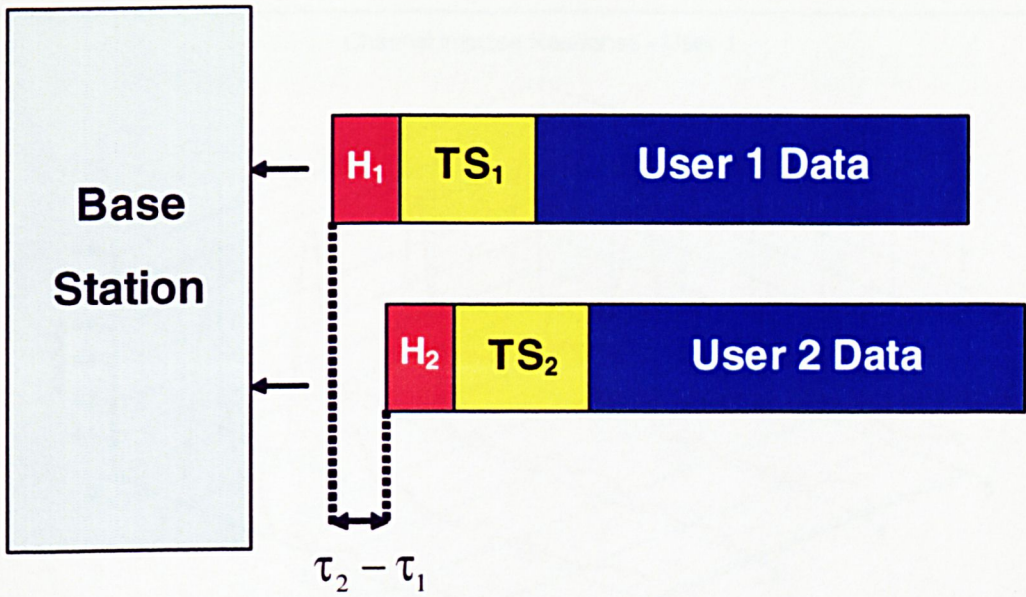 Base
Station
H₁ TS₁ User 1 Data
H₂ TS₂ User 2 Data
τ₂ − τ₁